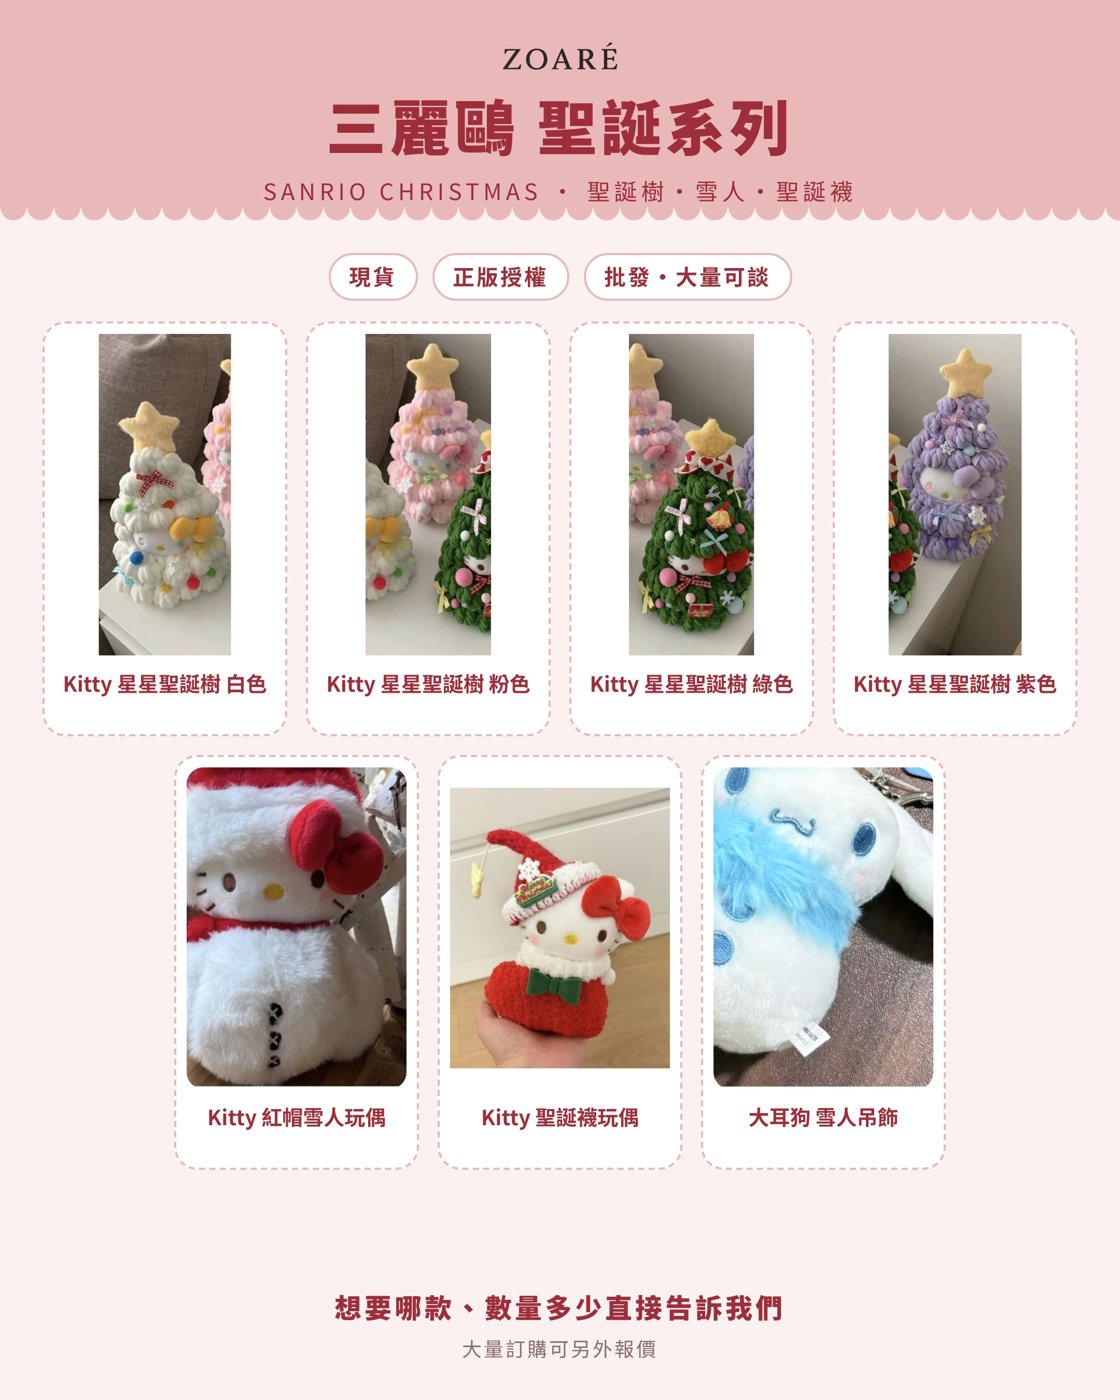 ZOARÉ
三麗鷗 聖誕系列
SANRIO CHRISTMAS ・ 聖誕樹・雪人・聖誕襪
現貨
正版授權
批發・大量可談
Kitty 星星聖誕樹 白色
Kitty 星星聖誕樹 粉色
Kitty 星星聖誕樹 綠色
Kitty 星星聖誕樹 紫色
Merry
Christmas!
Kitty 紅帽雪人玩偶
Kitty 聖誕襪玩偶
大耳狗 雪人吊飾
想要哪款、數量多少直接告訴我們
大量訂購可另外報價